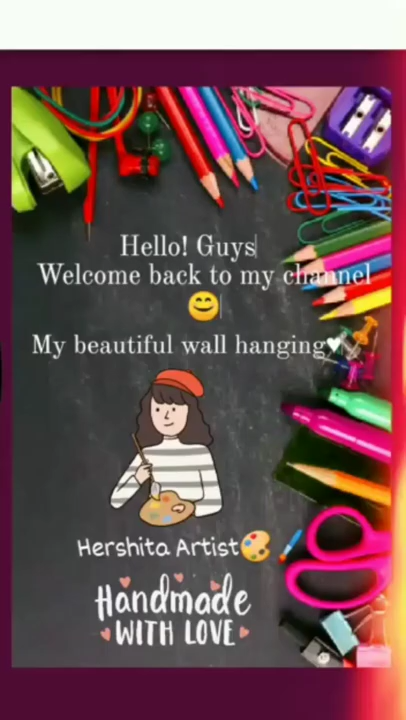 Hello! Guys
Welcome back to my channel
😊
My beautiful wall hanging♥
Hershita Artist🎨🖌️
Handmade
WITH LOVE